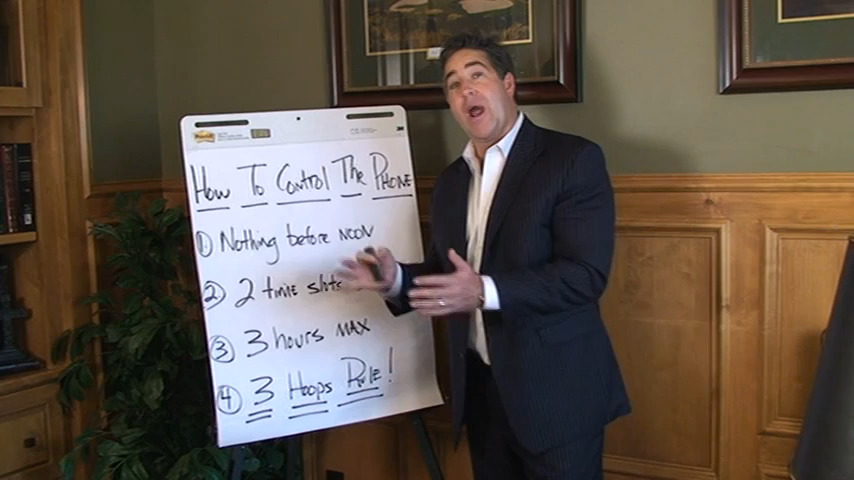 How To Control The Phone
1 Nothing before Noon
2 2 time slots
3 3 hours MAX
4 3 Hoops Rule!